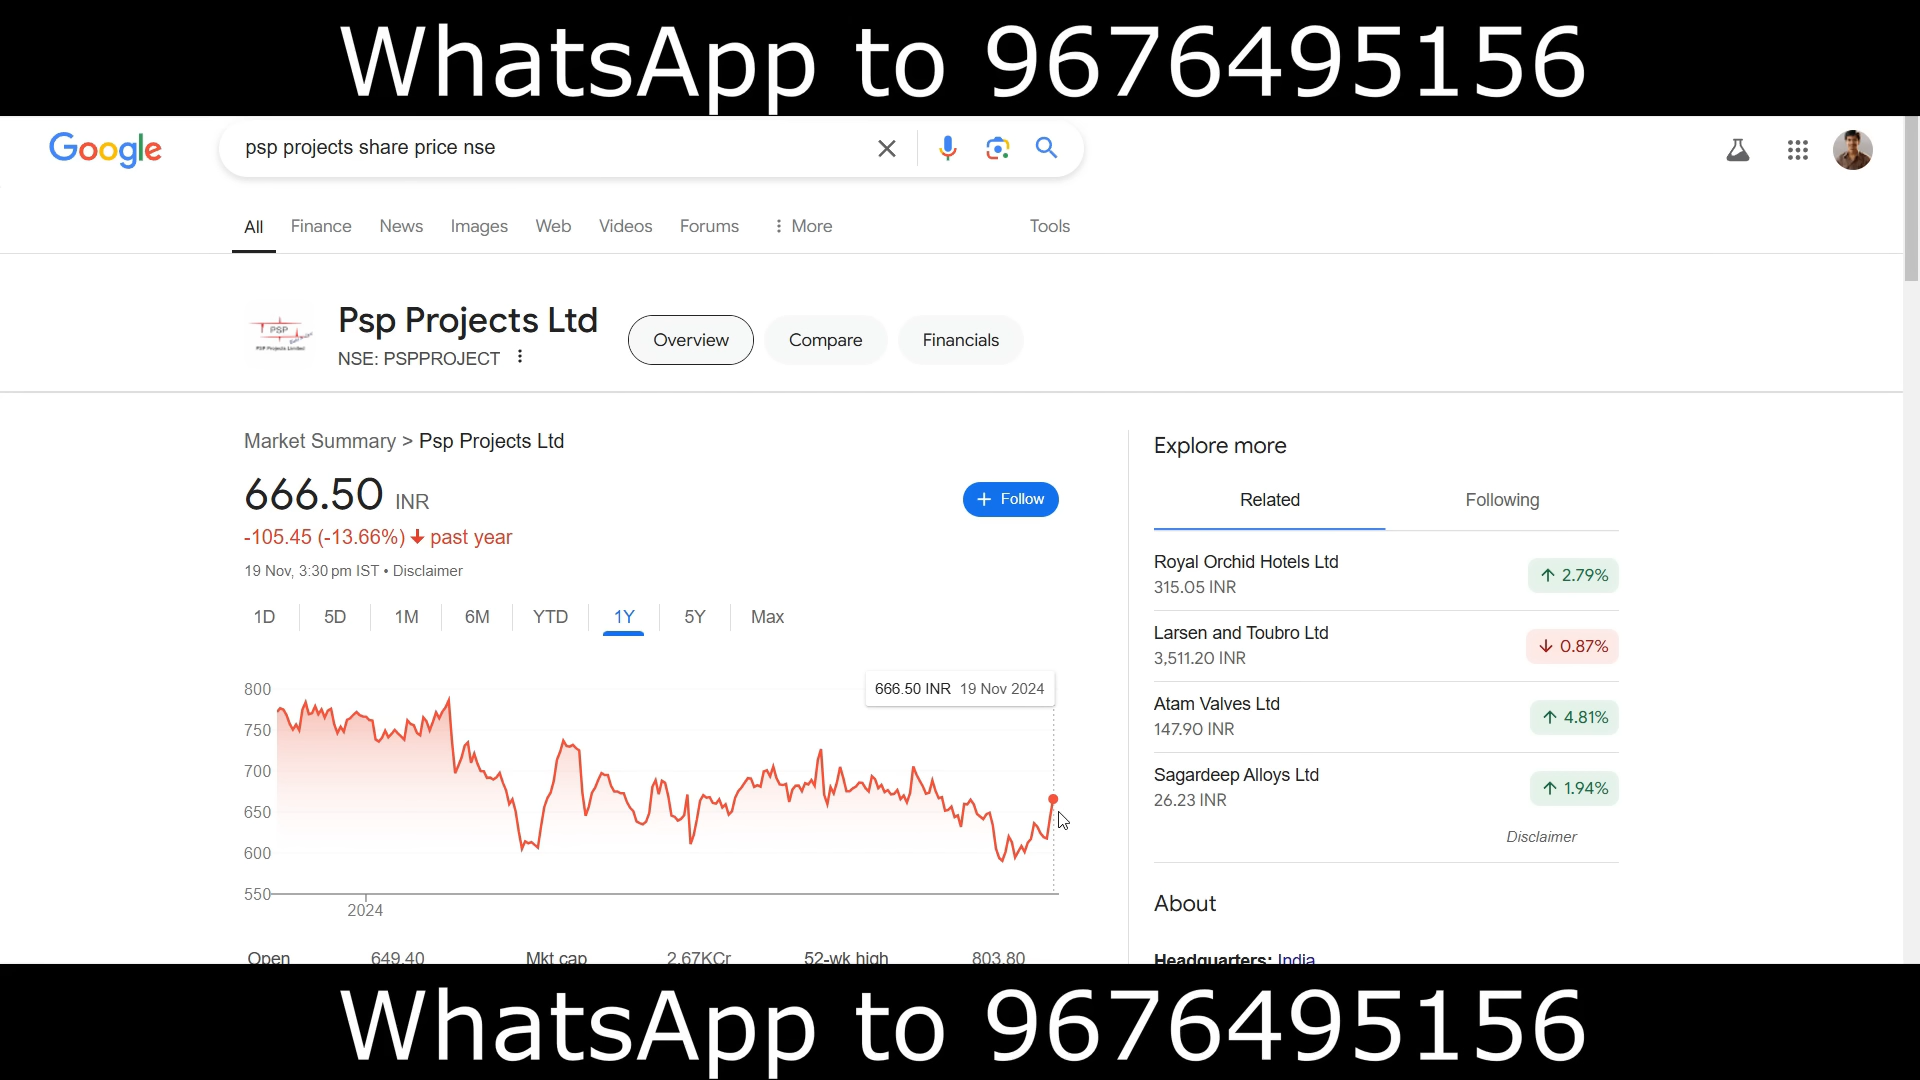 WhatsApp to 9676495156
Google
psp projects share price nse
All Finance News Images Web Videos Forums More Tools
PSP
PSP Projects Limited
Psp Projects Ltd
NSE: PSPPROJECT
Overview Compare Financials
Market Summary > Psp Projects Ltd
666.50 INR
+ Follow
-105.45 (-13.66%) past year
19 Nov, 3:30 pm IST • Disclaimer
1D 5D 1M 6M YTD 1Y 5Y Max
666.50 INR 19 Nov 2024
800
750
700
650
600
550
2024
Open 649.40 Mkt cap 2.67KCr 52-wk high 803.80
Explore more
Related Following
Royal Orchid Hotels Ltd
315.05 INR
2.79%
Larsen and Toubro Ltd
3,511.20 INR
0.87%
Atam Valves Ltd
147.90 INR
4.81%
Sagardeep Alloys Ltd
26.23 INR
1.94%
Disclaimer
About
Headquarters: India
WhatsApp to 9676495156